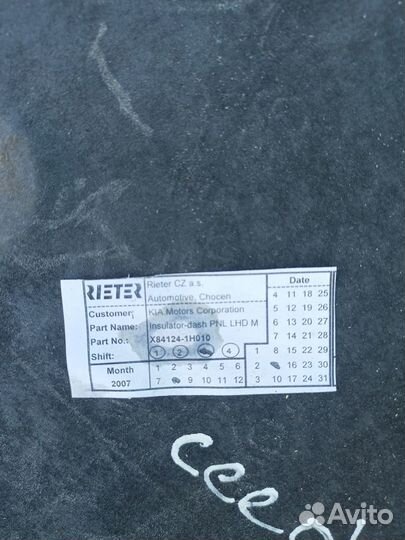 RIETER Rieter CZ a.s.
Automotive, Chocen
Customer: KIA Motors Corporation
Part Name: Insulator-dash PNL LHD M
Part No.: X84124-1H010
Shift: 1 2 4
Month 1 2 3 4 5 6
2007 7 9 10 11 12
Date
4 11 18 25
5 12 19 26
6 13 20 27
7 14 21 28
1 8 15 22 29
2 16 23 30
3 10 17 24 31
Avito